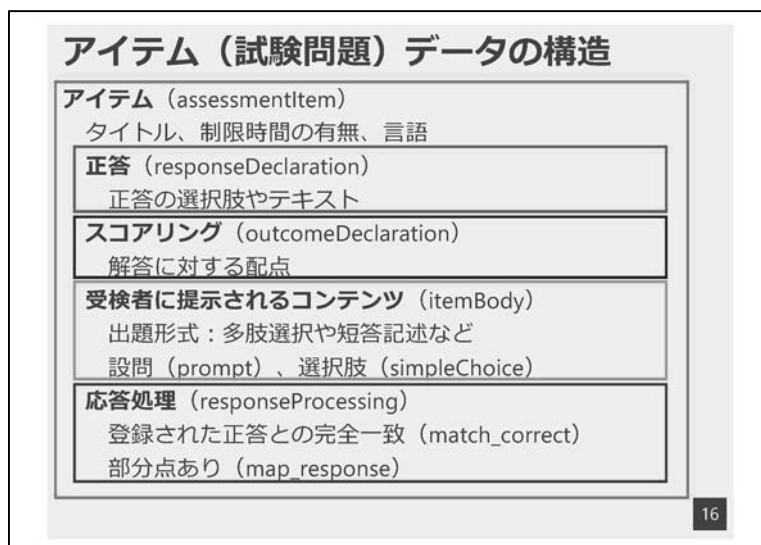 アイテム（試験問題）データの構造
アイテム（assessmentItem）
タイトル、制限時間の有無、言語
正答（responseDeclaration）
正答の選択肢やテキスト
スコアリング（outcomeDeclaration）
解答に対する配点
受検者に提示されるコンテンツ（itemBody）
出題形式：多肢選択や短答記述など
設問（prompt）、選択肢（simpleChoice）
応答処理（responseProcessing）
登録された正答との完全一致（match_correct）
部分点あり（map_response）
16